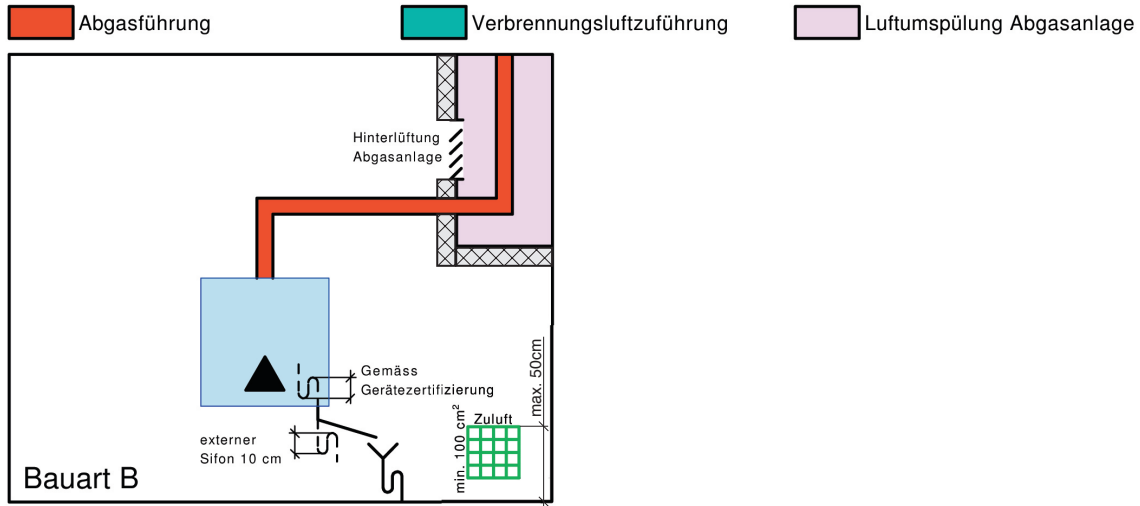 Abgasführung
Verbrennungsluftzuführung
Luftumspülung Abgasanlage
Hinterlüftung
Abgasanlage
Gemäss
Gerätezertifizierung
externer
Sifon 10 cm
Zuluft
min. 100 cm²
max. 50cm
Bauart B